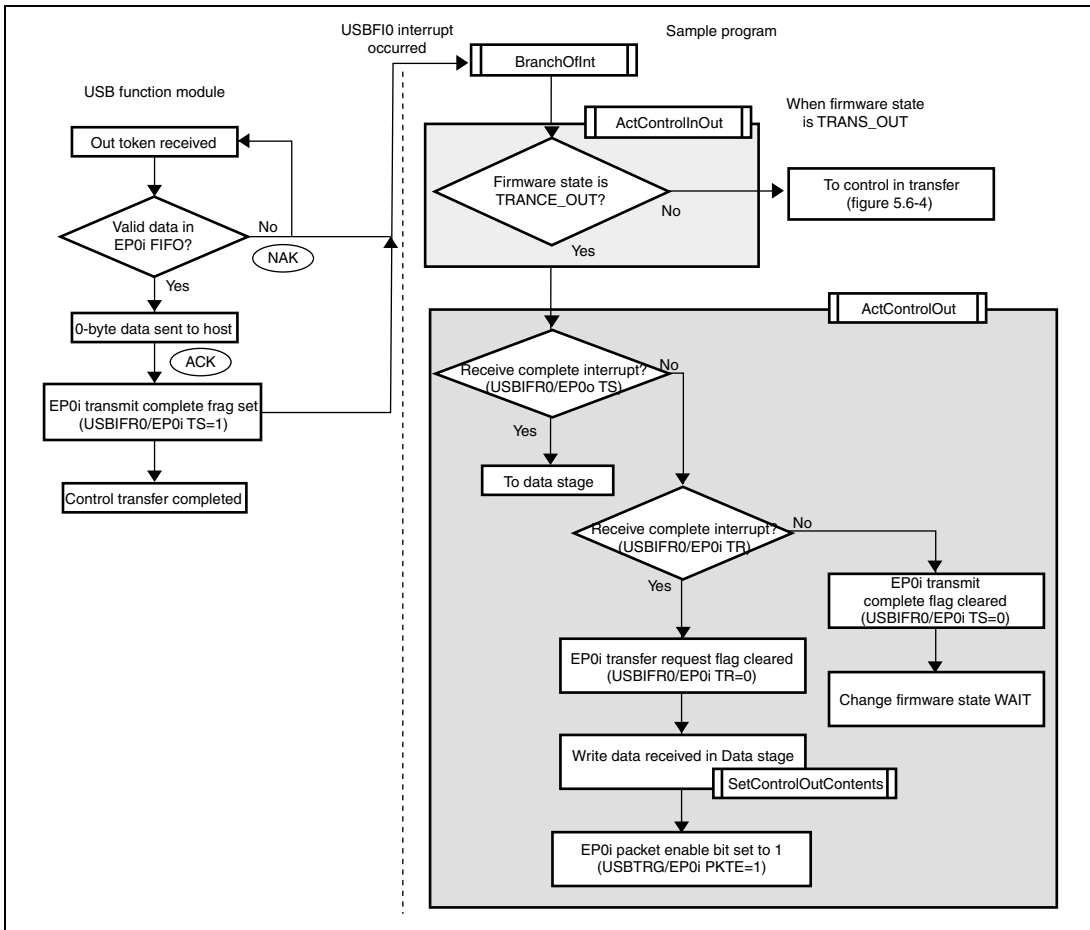 USBFI0 interrupt
occurred
Sample program
BranchOfInt
USB function module
When firmware state
is TRANS_OUT
ActControlInOut
Out token received
Firmware state is
TRANCE_OUT?
To control in transfer
(figure 5.6-4)
No
Yes
Valid data in
EP0i FIFO?
No
NAK
Yes
0-byte data sent to host
ACK
EP0i transmit complete frag set
(USBIFR0/EP0i TS=1)
Control transfer completed
ActControlOut
Receive complete interrupt?
(USBIFR0/EP0o TS)
No
Yes
To data stage
Receive complete interrupt?
(USBIFR0/EP0i TR)
No
Yes
EP0i transmit
complete flag cleared
(USBIFR0/EP0i TS=0)
EP0i transfer request flag cleared
(USBIFR0/EP0i TR=0)
Change firmware state WAIT
Write data received in Data stage
SetControlOutContents
EP0i packet enable bit set to 1
(USBTRG/EP0i PKTE=1)